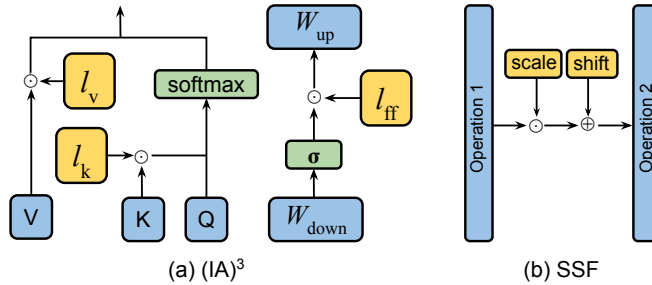 W_up
l_v
softmax
scale
shift
l_ff
l_k
σ
Operation 1
Operation 2
V
K
Q
W_down
(a) (IA)³
(b) SSF